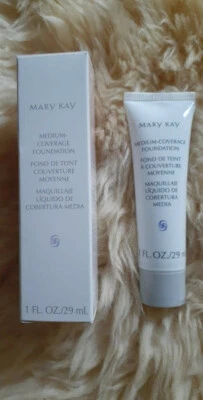 MARY KAY
MEDIUM-
COVERAGE
FOUNDATION
FOND DE TEINT
COUVERTURE
MOYENNE
MAQUILLAJE
LÍQUIDO DE
COBERTURA MEDIA
1 FL. OZ./29 mL
MARY KAY
MEDIUM-COVERAGE
FOUNDATION
FOND DE TEINT
À COUVERTURE
MOYENNE
MAQUILLAJE
LÍQUIDO DE
COBERTURA
MEDIA
1 FL. OZ./29 m